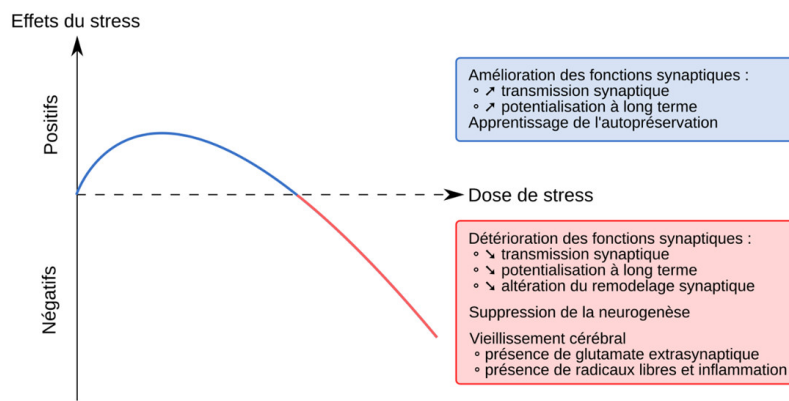 Effets du stress
Positifs
Négatifs
Dose de stress
Amélioration des fonctions synaptiques :
∘ ➚ transmission synaptique
∘ ➚ potentialisation à long terme
Apprentissage de l'autopréservation
Détérioration des fonctions synaptiques :
∘ ➘ transmission synaptique
∘ ➘ potentialisation à long terme
∘ ➘ altération du remodelage synaptique
Suppression de la neurogenèse
Vieillissement cérébral
∘ présence de glutamate extrasynaptique
∘ présence de radicaux libres et inflammation